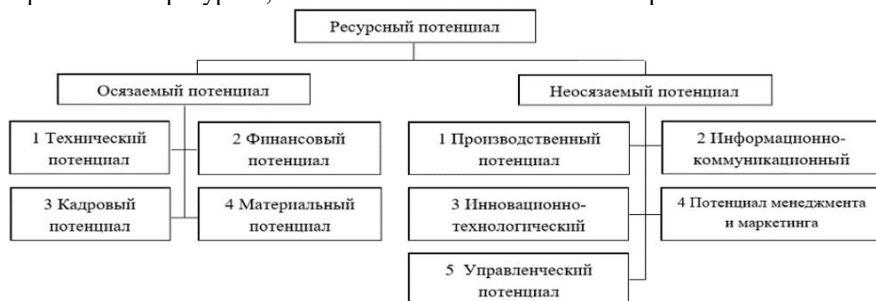 Ресурсный потенциал
Осязаемый потенциал
Неосязаемый потенциал
1 Технический
потенциал
2 Финансовый
потенциал
3 Кадровый
потенциал
4 Материальный
потенциал
1 Производственный
потенциал
2 Информационно-
коммуникационный
3 Инновационно-
технологический
4 Потенциал менеджмента
и маркетинга
5 Управленческий
потенциал